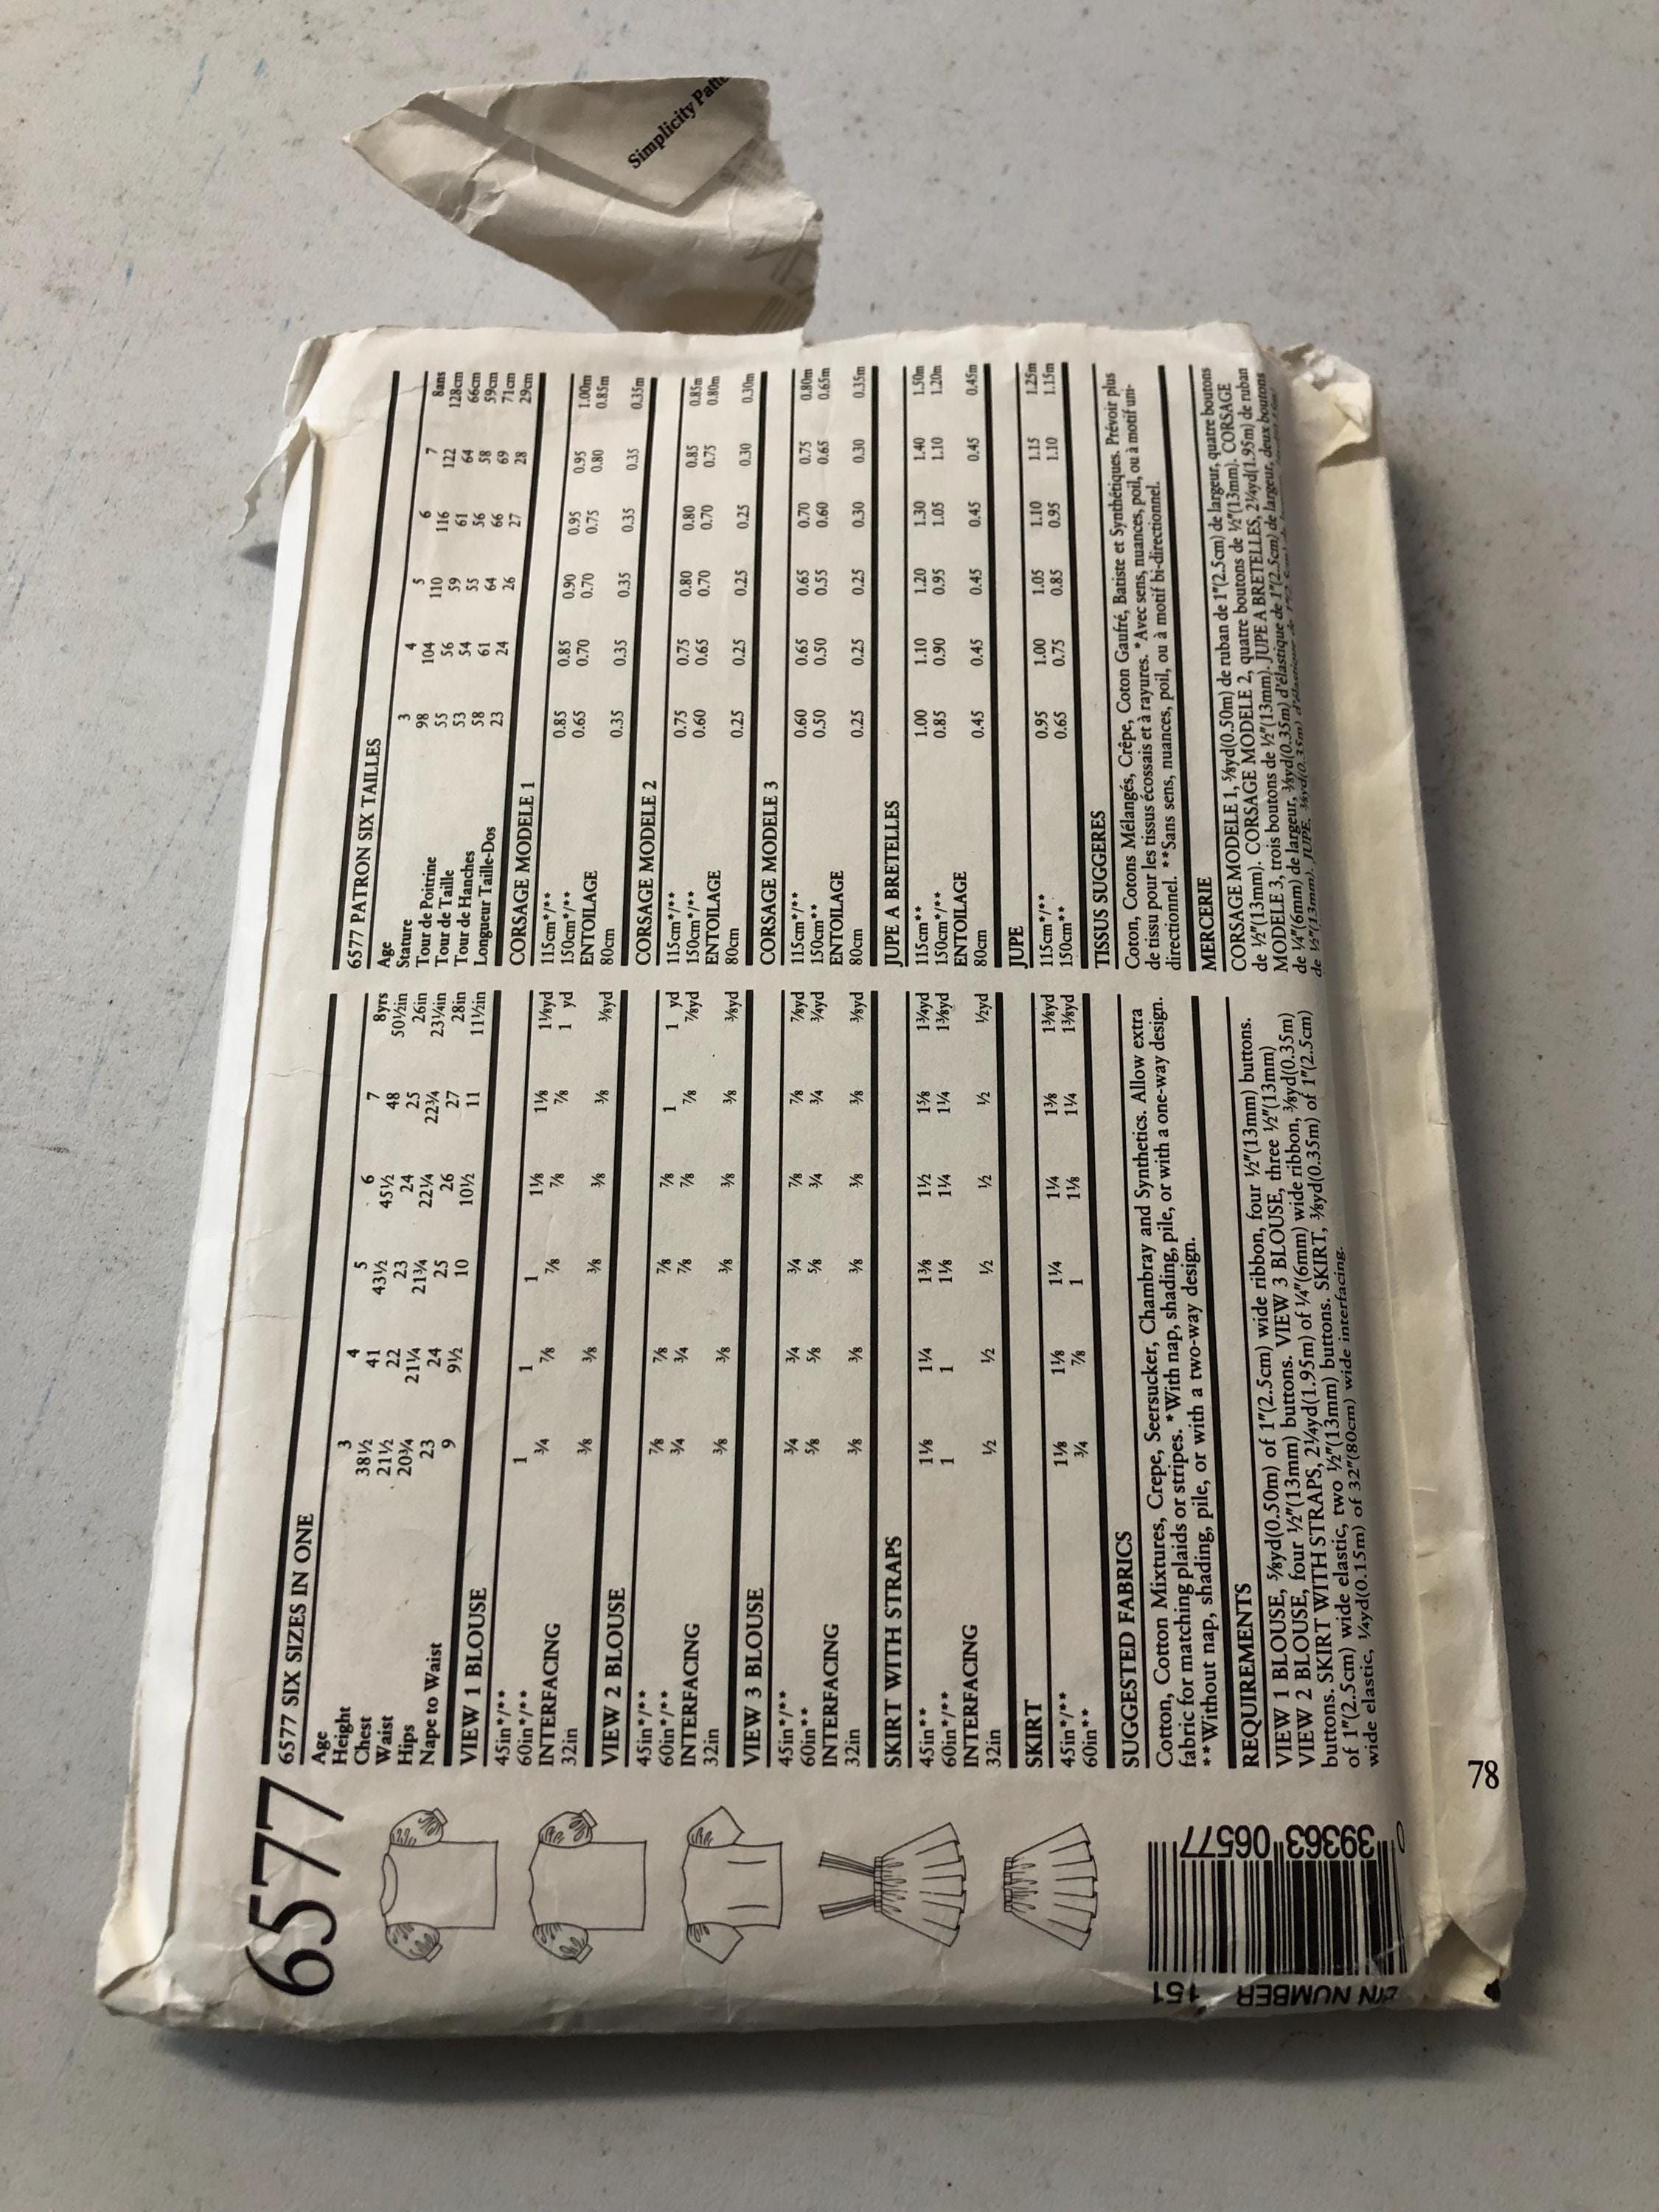 6577
6577 SIX SIZES IN ONE
Age 3 4 5 6 7 8yrs
Height 38½ 41 43½ 45½ 48 50½in
Chest 21½ 22 23 24 25 26in
Waist 20¾ 21¼ 21¾ 22¼ 22¾ 23¼in
Hips 23 24 25 26 27 28in
Nape to Waist 9 9½ 10 10½ 11 11½in
VIEW 1 BLOUSE
45in*/** 1 1 1 1⅛ 1⅛ 1⅛yd
60in*/** ¾ ⅞ ⅞ ⅞ ⅞ 1 yd
INTERFACING
32in ⅜ ⅜ ⅜ ⅜ ⅜ ⅜yd
VIEW 2 BLOUSE
45in*/** ⅞ ⅞ ⅞ ⅞ 1 1 yd
60in*/** ¾ ¾ ⅞ ⅞ ⅞ ⅞yd
INTERFACING
32in ⅜ ⅜ ⅜ ⅜ ⅜ ⅜yd
VIEW 3 BLOUSE
45in*/** ¾ ¾ ¾ ⅞ ⅞ ⅞yd
60in** ⅝ ⅝ ⅝ ¾ ¾ ¾yd
INTERFACING
32in ⅜ ⅜ ⅜ ⅜ ⅜ ⅜yd
SKIRT WITH STRAPS
45in** 1⅛ 1¼ 1⅜ 1½ 1⅝ 1¾yd
60in*/** 1 1 1⅛ 1¼ 1¼ 1⅜yd
INTERFACING
32in ½ ½ ½ ½ ½ ½yd
SKIRT
45in*/** 1⅛ 1⅛ 1¼ 1¼ 1⅜ 1⅜yd
60in** ¾ ⅞ 1 1⅛ 1¼ 1⅜yd
SUGGESTED FABRICS
Cotton, Cotton Mixtures, Crepe, Seersucker, Chambray and Synthetics. Allow extra
fabric for matching plaids or stripes. *With nap, shading, pile, or with a one-way design.
**Without nap, shading, pile, or with a two-way design.
REQUIREMENTS
VIEW 1 BLOUSE, ⅝yd(0.50m) of 1"(2.5cm) wide ribbon, four ½"(13mm) buttons.
VIEW 2 BLOUSE, four ½"(13mm) buttons. VIEW 3 BLOUSE, three ½"(13mm)
buttons. SKIRT WITH STRAPS, 2¼yd(1.95m) of ¼"(6mm) wide ribbon, ⅜yd(0.35m)
of 1"(2.5cm) wide elastic, two ½"(13mm) buttons. SKIRT, ⅜yd(0.35m) of 1"(2.5cm)
wide elastic, ¼yd(0.15m) of 32"(80cm) wide interfacing.
6577 PATRON SIX TAILLES
Age 3 4 5 6 7 8ans
Stature 98 104 110 116 122 128cm
Tour de Poitrine 55 56 59 61 64 66cm
Tour de Taille 53 54 55 56 58 59cm
Tour de Hanches 58 61 64 66 69 71cm
Longueur Taille-Dos 23 24 26 27 28 29cm
CORSAGE MODELE 1
115cm*/** 0.85 0.85 0.90 0.95 0.95 1.00m
150cm*/** 0.65 0.70 0.70 0.75 0.80 0.85m
ENTOILAGE
80cm 0.35 0.35 0.35 0.35 0.35 0.35m
CORSAGE MODELE 2
115cm*/** 0.75 0.75 0.80 0.80 0.85 0.85m
150cm*/** 0.60 0.65 0.70 0.70 0.75 0.80m
ENTOILAGE
80cm 0.25 0.25 0.25 0.25 0.30 0.30m
CORSAGE MODELE 3
115cm*/** 0.60 0.65 0.65 0.70 0.75 0.80m
150cm** 0.50 0.50 0.55 0.60 0.65 0.65m
ENTOILAGE
80cm 0.25 0.25 0.25 0.30 0.30 0.35m
JUPE A BRETELLES
115cm** 1.00 1.10 1.20 1.30 1.40 1.50m
150cm*/** 0.85 0.90 0.95 1.05 1.10 1.20m
ENTOILAGE
80cm 0.45 0.45 0.45 0.45 0.45 0.45m
JUPE
115cm*/** 0.95 1.00 1.05 1.10 1.15 1.25m
150cm** 0.65 0.75 0.85 0.95 1.10 1.15m
TISSUS SUGGERES
Coton, Cotons Mélangés, Crêpe, Coton Gaufré, Batiste et Synthétiques. Prévoir plus
de tissu pour les tissus écossais et à rayures. *Avec sens, nuances, poil, ou à motif uni-
directionnel. **Sans sens, nuances, poil, ou à motif bi-directionnel.
MERCERIE
CORSAGE MODELE 1, ⅝yd(0.50m) de ruban de 1"(2.5cm) de largeur, quatre boutons
de ½"(13mm). CORSAGE MODELE 2, quatre boutons de ½"(13mm). CORSAGE
MODELE 3, trois boutons de ½"(13mm). JUPE A BRETELLES, 2¼yd(1.95m) de ruban
de ¼"(6mm) de largeur, ⅜yd(0.35m) d'élastique de 1"(2.5cm) de largeur, deux boutons
de ½"(13mm). JUPE, ⅜yd(0.35m) d'élastique de
39363 06577
NUMBER 151
78
Simplicity